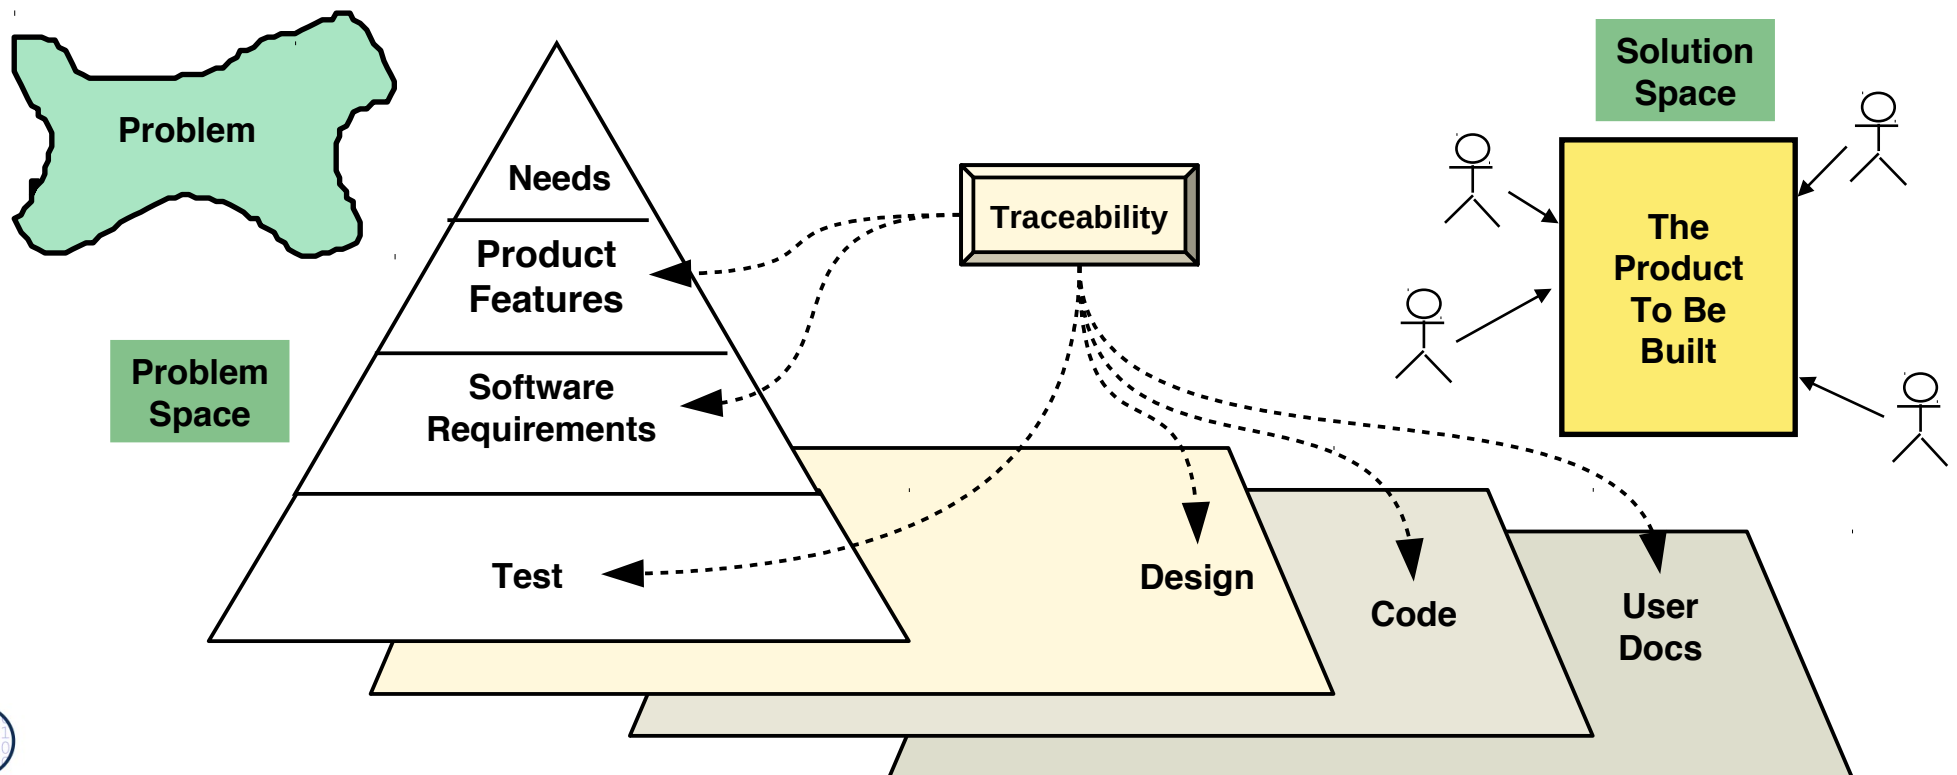 Problem
Needs
Product
Features
Problem
Space
Software
Requirements
Test
Traceability
Design
Code
User
Docs
Solution
Space
The
Product
To Be
Built